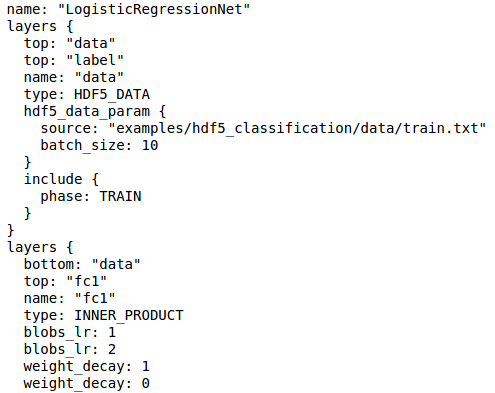 name: "LogisticRegressionNet"
layers {
  top: "data"
  top: "label"
  name: "data"
  type: HDF5_DATA
  hdf5_data_param {
    source: "examples/hdf5_classification/data/train.txt"
    batch_size: 10
  }
  include {
    phase: TRAIN
  }
}
layers {
  bottom: "data"
  top: "fc1"
  name: "fc1"
  type: INNER_PRODUCT
  blobs_lr: 1
  blobs_lr: 2
  weight_decay: 1
  weight_decay: 0